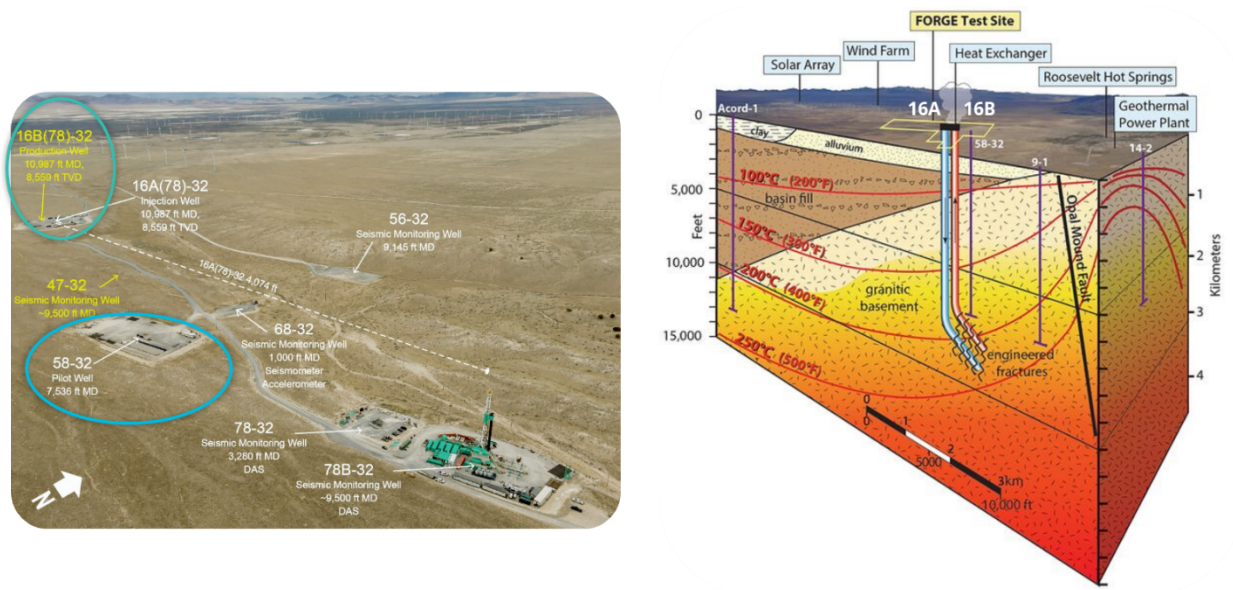 16B(78)-32
Production Well
10,987 ft MD,
8,559 ft TVD
16A(78)-32
Injection Well
10,987 ft MD,
8,559 ft TVD
56-32
Seismic Monitoring Well
9,145 ft MD
16A(78)-32 4,074 ft
47-32
Seismic Monitoring Well
~9,500 ft MD
68-32
Seismic Monitoring Well
1,000 ft MD
Seismometer
Accelerometer
58-32
Pilot Well
7,536 ft MD
78-32
Seismic Monitoring Well
3,280 ft MD
DAS
78B-32
Seismic Monitoring Well
~9,500 ft MD
DAS
N
FORGE Test Site
Wind Farm
Heat Exchanger
Solar Array
Roosevelt Hot Springs
Geothermal
Power Plant
Acord-1
16A
16B
58-32
9-1
14-2
clay
alluvium
0
5,000
10,000
15,000
Feet
100°C (200°F)
basin fill
150°C (300°F)
200°C (400°F)
granitic
basement
250°C (500°F)
engineered
fractures
Opal Mound Fault
1
2
3
4
Kilometers
0
0
1
2
5000
3km
10,000 ft